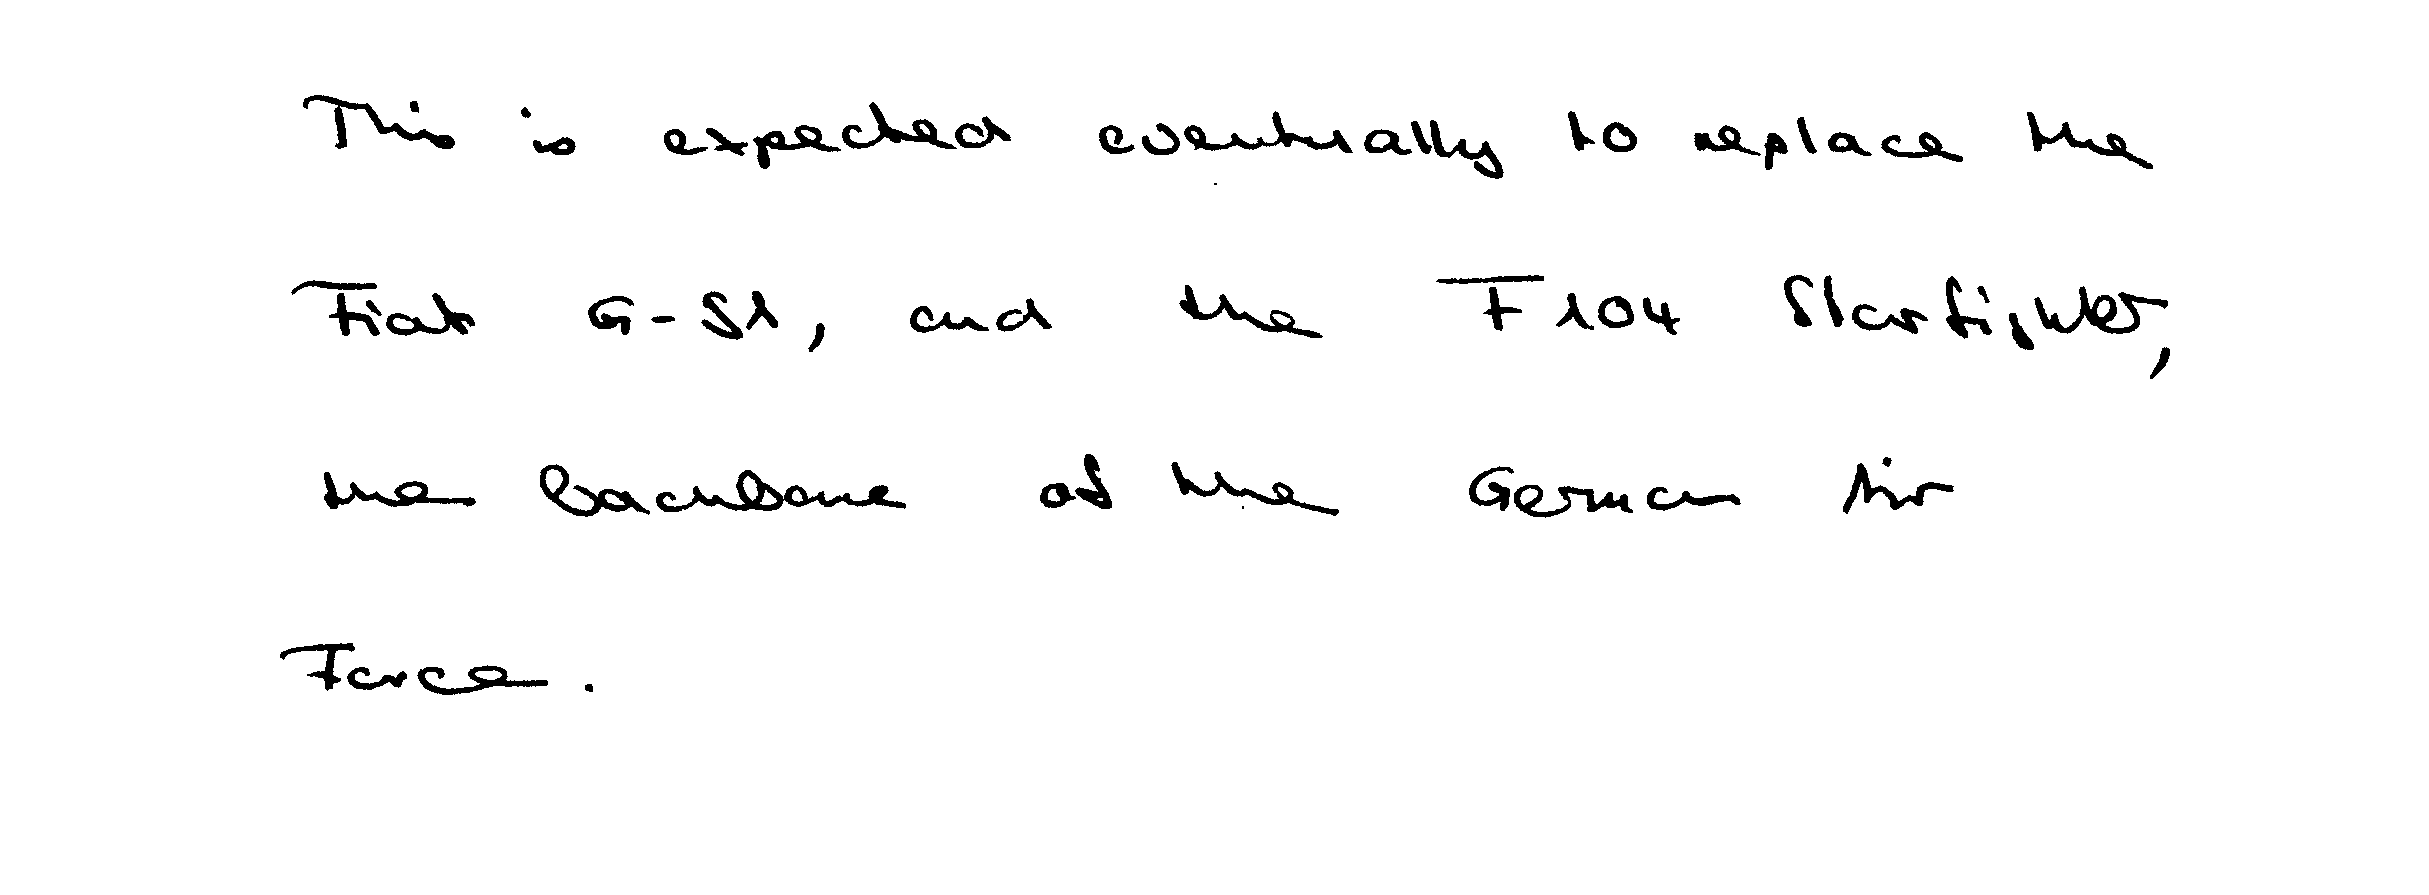 This is expected eventually to replace the
Fiat G-91, and the F104 Starfighter,
the backbone of the German Air
Force.